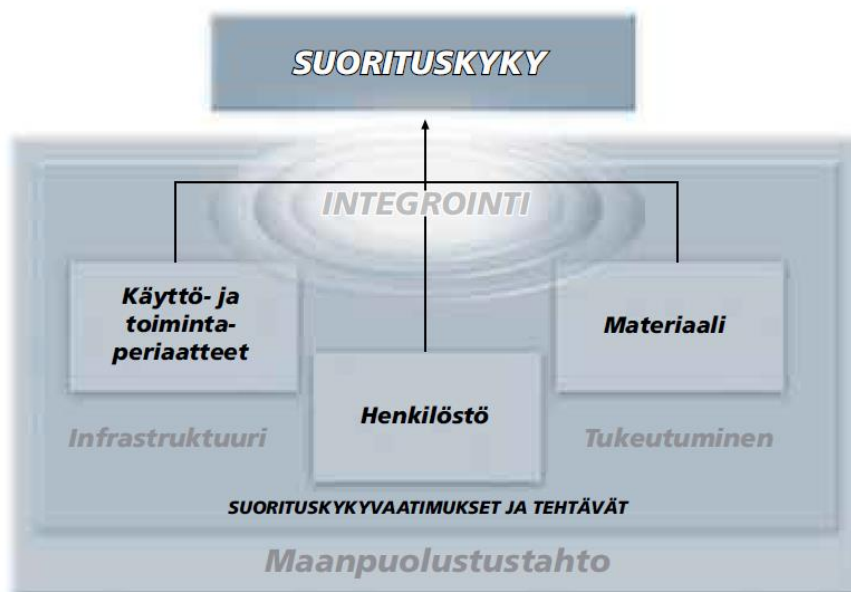 SUORITUSKYKY
INTEGROINTI
Käyttö- ja
toiminta-
periaatteet
Materiaali
Henkilöstö
Infrastruktuuri
Tukeutuminen
SUORITUSKYKYVAATIMUKSET JA TEHTÄVÄT
Maanpuolustustahto